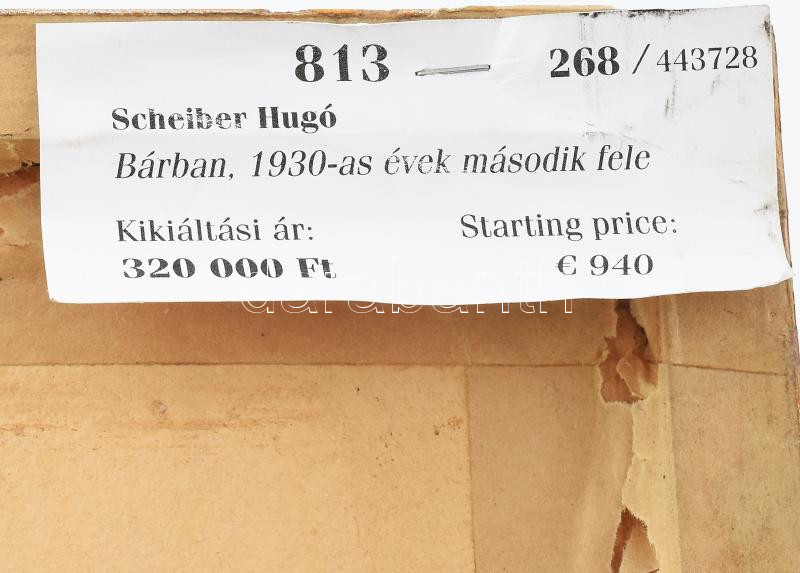 813 268 / 443728
Scheiber Hugó
Bárban, 1930-as évek második fele
Kikiáltási ár: Starting price:
320 000 Ft € 940
darabanth